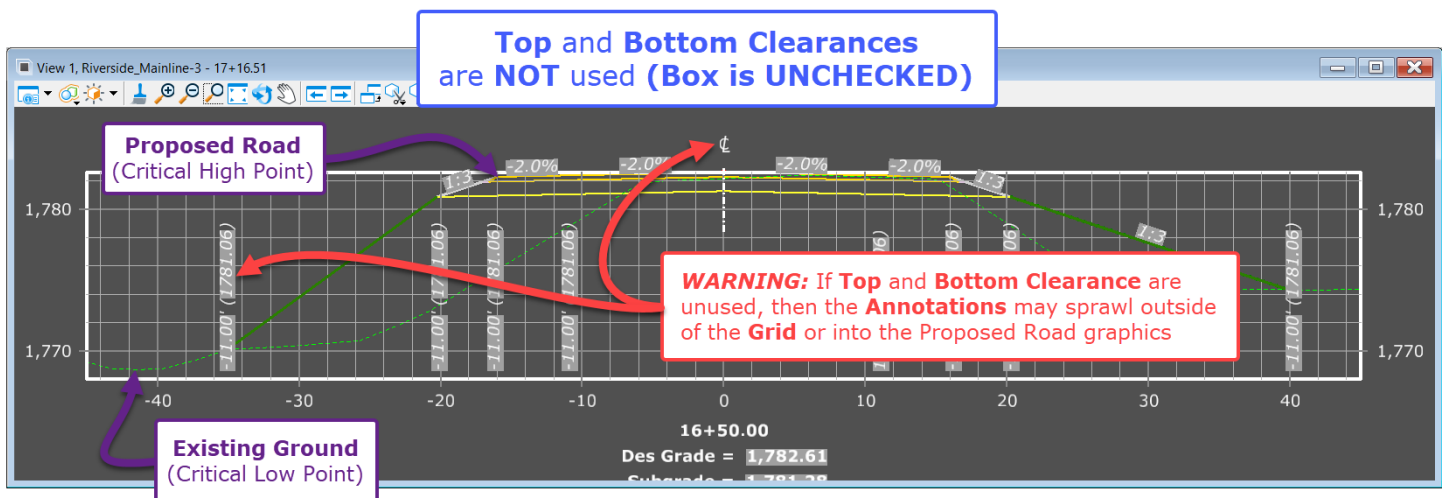 Top and Bottom Clearances
are NOT used (Box is UNCHECKED)
View 1, Riverside_Mainline-3 - 17+16.51
Proposed Road
(Critical High Point)
℄
-2.0% -2.0% -2.0% -2.0%
1:3 1:3
1,780 1,780
1:3
-11.00' (1781.06)
-11.00' (1781.06)
-11.00' (1781.06)
-11.00' (1781.06)
-11.00' (1781.06)
WARNING: If Top and Bottom Clearance are
unused, then the Annotations may sprawl outside
of the Grid or into the Proposed Road graphics
1,770 1,770
-40 -30 -20 -10 0 10 20 30 40
16+50.00
Existing Ground
(Critical Low Point)
Des Grade = 1,782.61
Subgrade = 1,781.28